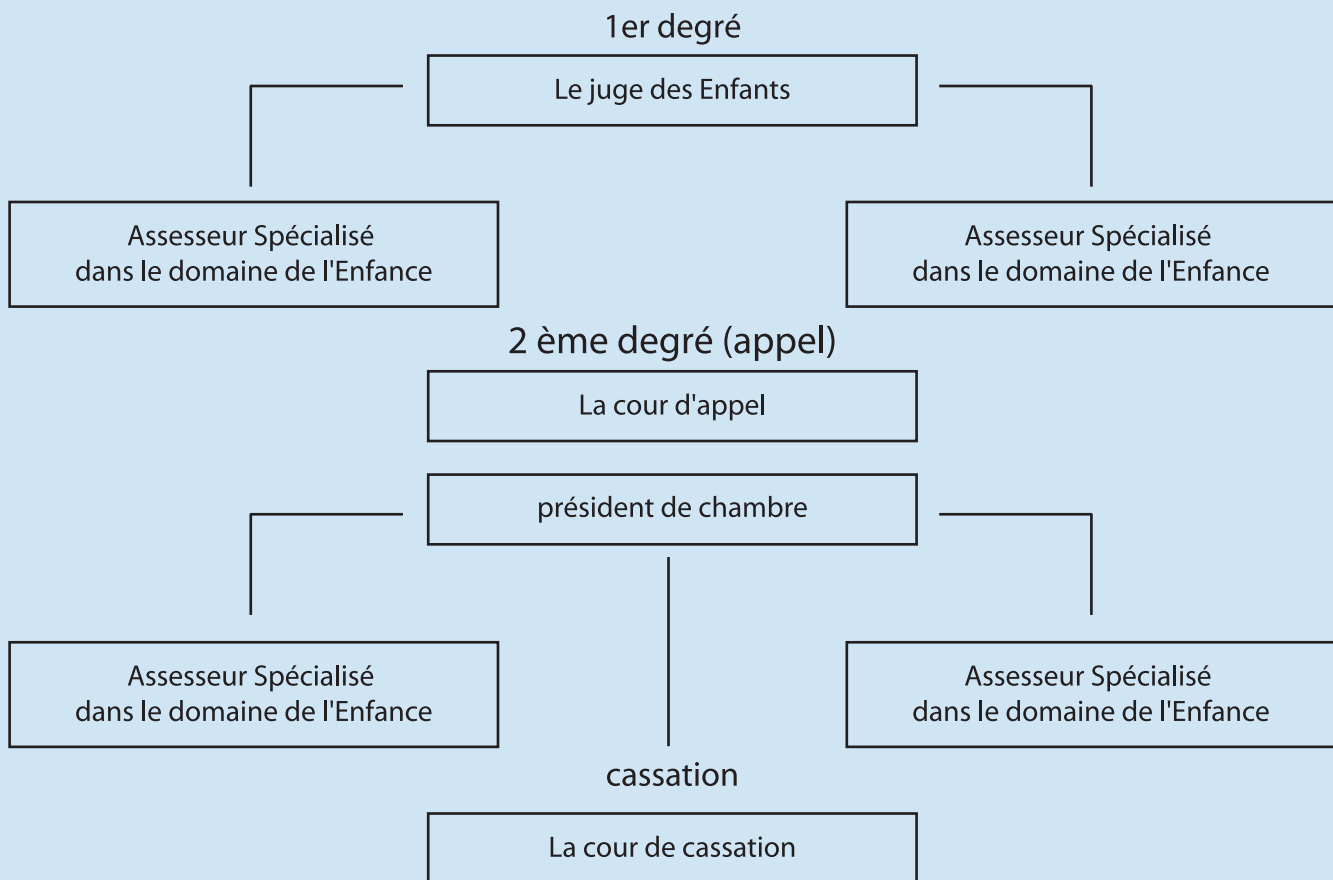 1er degré
Le juge des Enfants
Assesseur Spécialisé
dans le domaine de l'Enfance
Assesseur Spécialisé
dans le domaine de l'Enfance
2 ème degré (appel)
La cour d'appel
président de chambre
Assesseur Spécialisé
dans le domaine de l'Enfance
Assesseur Spécialisé
dans le domaine de l'Enfance
cassation
La cour de cassation